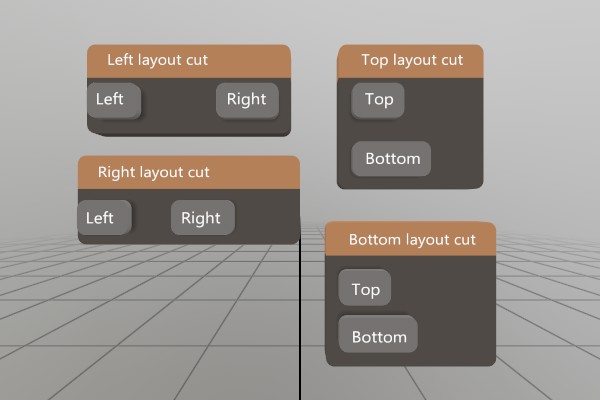 Left layout cut
Left
Right
Top layout cut
Top
Bottom
Right layout cut
Left
Right
Bottom layout cut
Top
Bottom